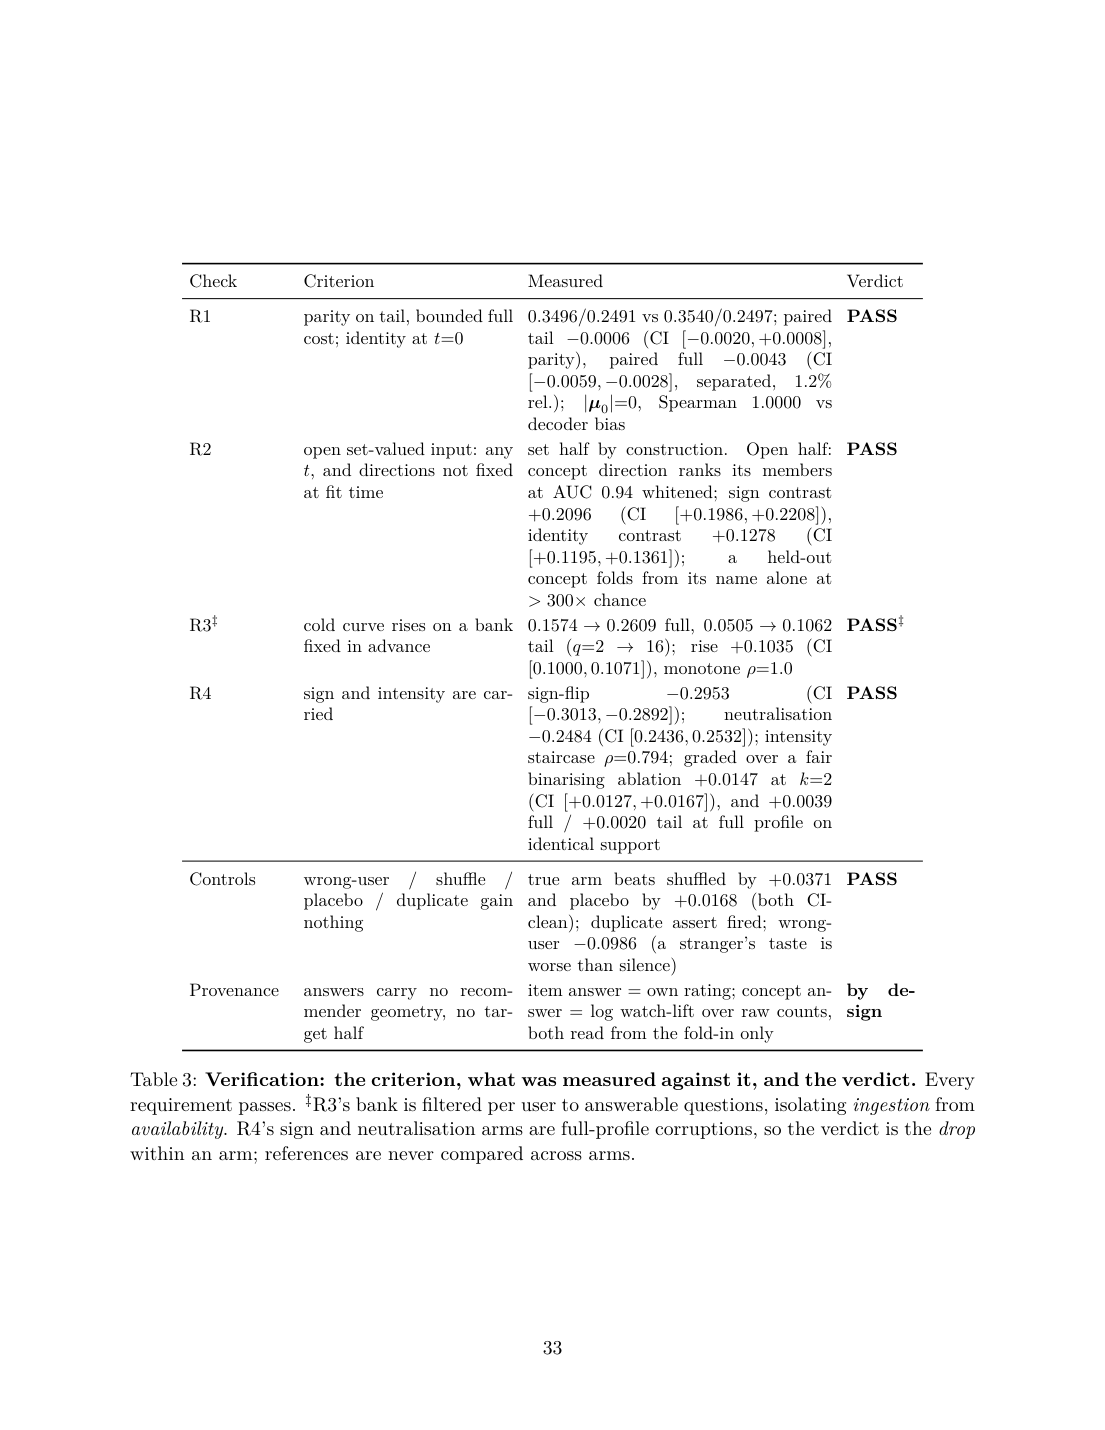 Check Criterion Measured Verdict
R1 parity on tail, bounded full 0.3496/0.2491 vs 0.3540/0.2497; paired PASS
cost; identity at t=0 tail −0.0006 (CI [−0.0020, +0.0008],
parity), paired full −0.0043 (CI
[−0.0059, −0.0028], separated, 1.2%
rel.); |μ₀|=0, Spearman 1.0000 vs
decoder bias
R2 open set-valued input: any set half by construction. Open half: PASS
t, and directions not fixed concept direction ranks its members
at fit time at AUC 0.94 whitened; sign contrast
+0.2096 (CI [+0.1986, +0.2208]),
identity contrast +0.1278 (CI
[+0.1195, +0.1361]); a held-out
concept folds from its name alone at
> 300× chance
R3‡ cold curve rises on a bank 0.1574 → 0.2609 full, 0.0505 → 0.1062 PASS‡
fixed in advance tail (q=2 → 16); rise +0.1035 (CI
[0.1000, 0.1071]), monotone ρ=1.0
R4 sign and intensity are car- sign-flip −0.2953 (CI PASS
ried [−0.3013, −0.2892]); neutralisation
−0.2484 (CI [0.2436, 0.2532]); intensity
staircase ρ=0.794; graded over a fair
binarising ablation +0.0147 at k=2
(CI [+0.0127, +0.0167]), and +0.0039
full / +0.0020 tail at full profile on
identical support
Controls wrong-user / shuffle / true arm beats shuffled by +0.0371 PASS
placebo / duplicate gain and placebo by +0.0168 (both CI-
nothing clean); duplicate assert fired; wrong-
user −0.0986 (a stranger's taste is
worse than silence)
Provenance answers carry no recom- item answer = own rating; concept an- by de-
mender geometry, no tar- swer = log watch-lift over raw counts, sign
get half both read from the fold-in only
Table 3: Verification: the criterion, what was measured against it, and the verdict. Every
requirement passes. ‡R3's bank is filtered per user to answerable questions, isolating ingestion from
availability. R4's sign and neutralisation arms are full-profile corruptions, so the verdict is the drop
within an arm; references are never compared across arms.
33